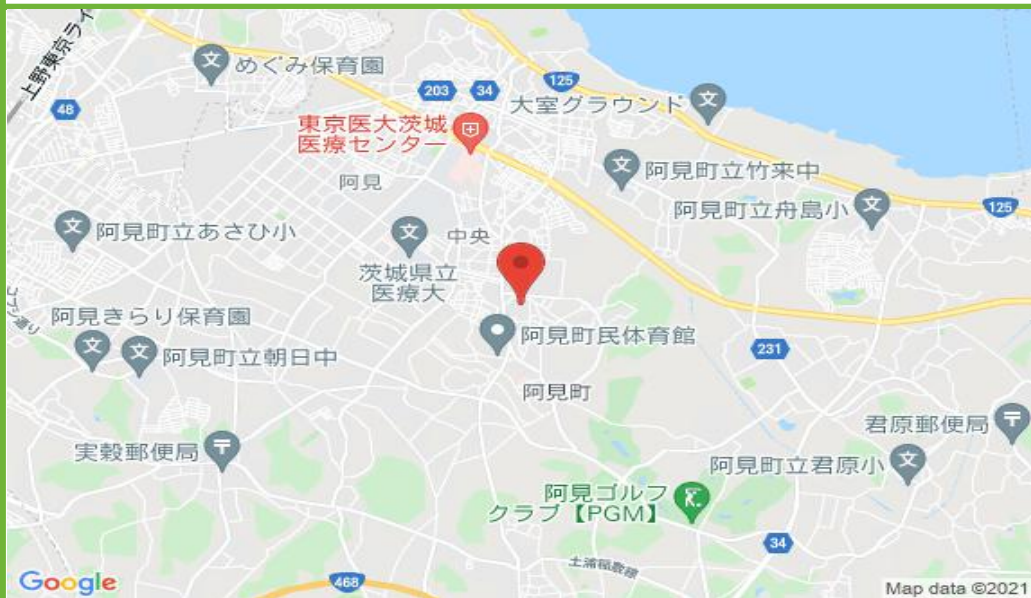 上野東京ライ
めぐみ保育園
48
203
34
125
大室グラウンド
東京医大茨城
医療センター
阿見
阿見町立竹来中
阿見町立舟島小
125
阿見町立あさひ小
中央
茨城県立
医療大
阿見きらり保育園
阿見町立朝日中
阿見町民体育館
231
阿見町
君原郵便局
実穀郵便局
阿見町立君原小
阿見ゴルフ
クラブ【PGM】
34
土浦稲敷線
468
Google
Map data ©2021